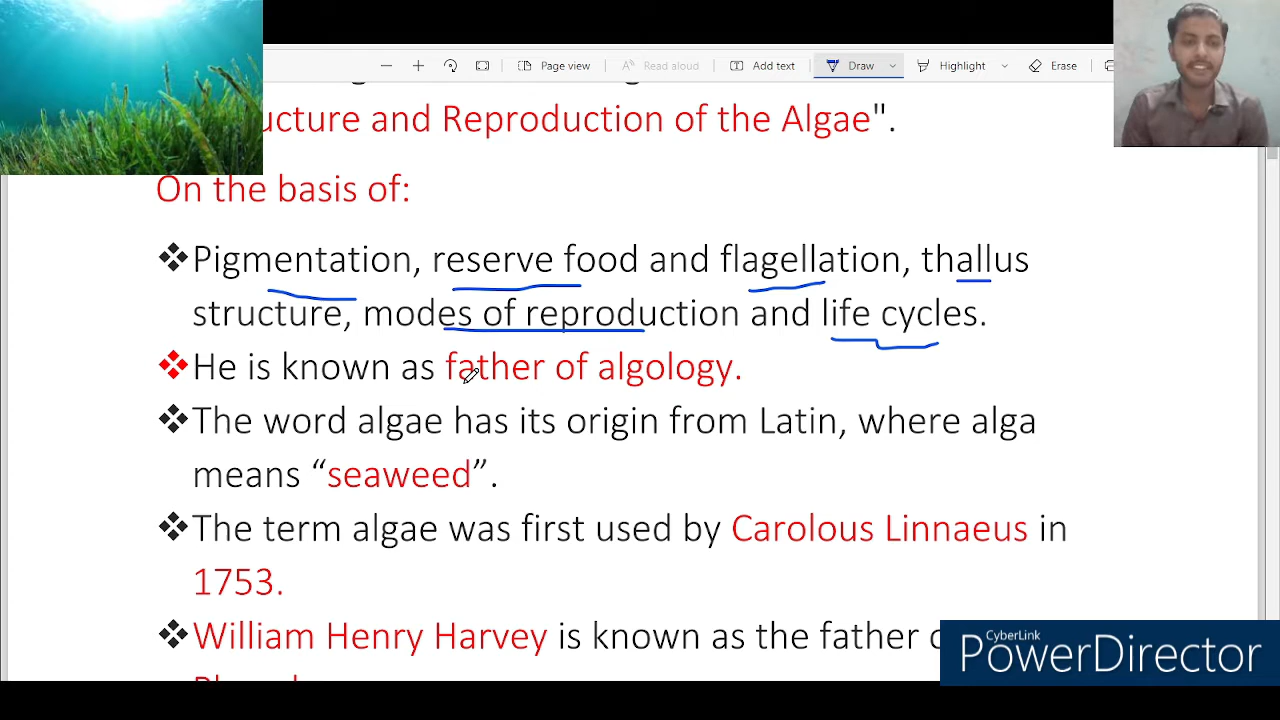 Page view
Read aloud
Add text
Draw
Highlight
Erase
ucture and Reproduction of the Algae".
On the basis of:
❖Pigmentation, reserve food and flagellation, thallus
structure, modes of reproduction and life cycles.
❖He is known as father of algology.
❖The word algae has its origin from Latin, where alga
means “seaweed”.
❖The term algae was first used by Carolous Linnaeus in
1753.
❖William Henry Harvey is known as the father
CyberLink
PowerDirector